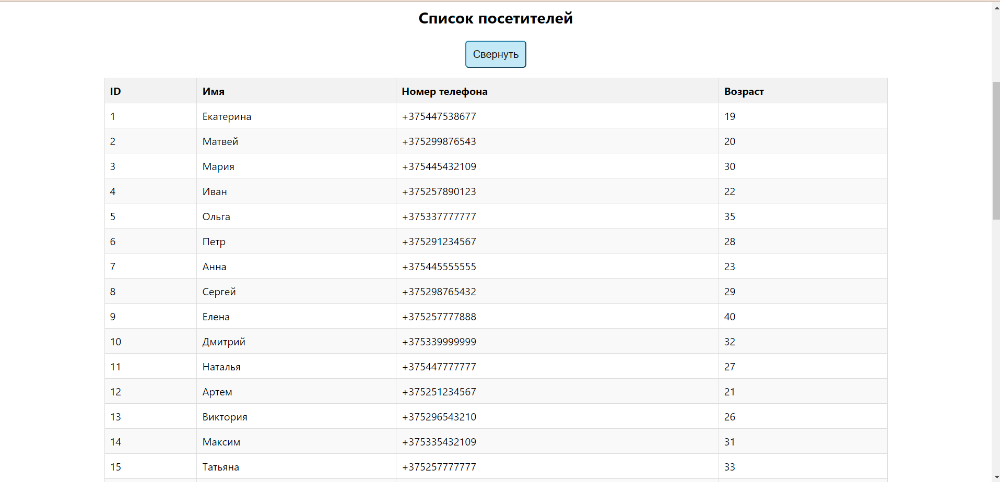 Список посетителей
Свернуть
ID Имя Номер телефона Возраст
1 Екатерина +375447538677 19
2 Матвей +375299876543 20
3 Мария +375445432109 30
4 Иван +375257890123 22
5 Ольга +375337777777 35
6 Петр +375291234567 28
7 Анна +375445555555 23
8 Сергей +375298765432 29
9 Елена +375257777888 40
10 Дмитрий +375339999999 32
11 Наталья +375447777777 27
12 Артем +375251234567 21
13 Виктория +375296543210 26
14 Максим +375335432109 31
15 Татьяна +375257777777 33